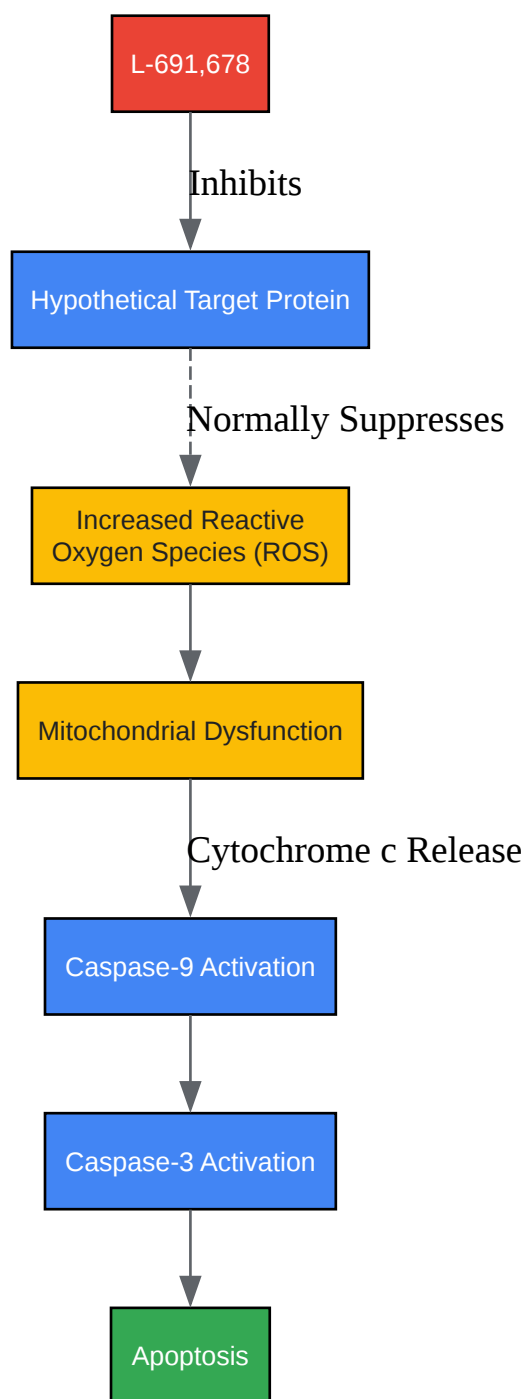 L-691,678
Inhibits
Hypothetical Target Protein
Normally Suppresses
Increased Reactive
Oxygen Species (ROS)
Mitochondrial Dysfunction
Cytochrome c Release
Caspase-9 Activation
Caspase-3 Activation
Apoptosis